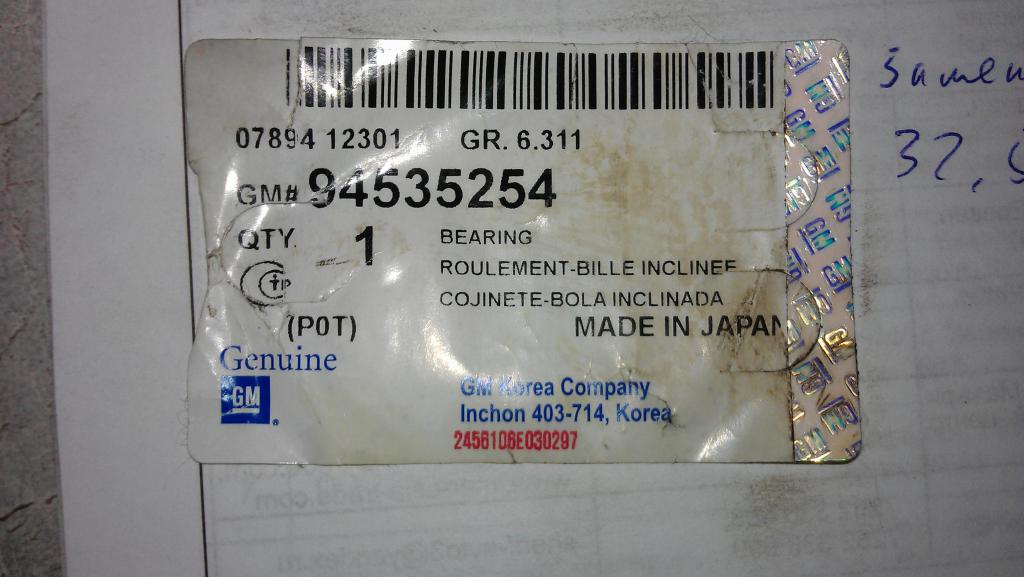 07894 12301 GR. 6.311
GM# 94535254
QTY. 1 BEARING
ROULEMENT-BILLE INCLINEE
COJINETE-BOLA INCLINADA
(POT) MADE IN JAPAN
Genuine
GM
GM Korea Company
Inchon 403-714, Korea
2456106E030297
32,